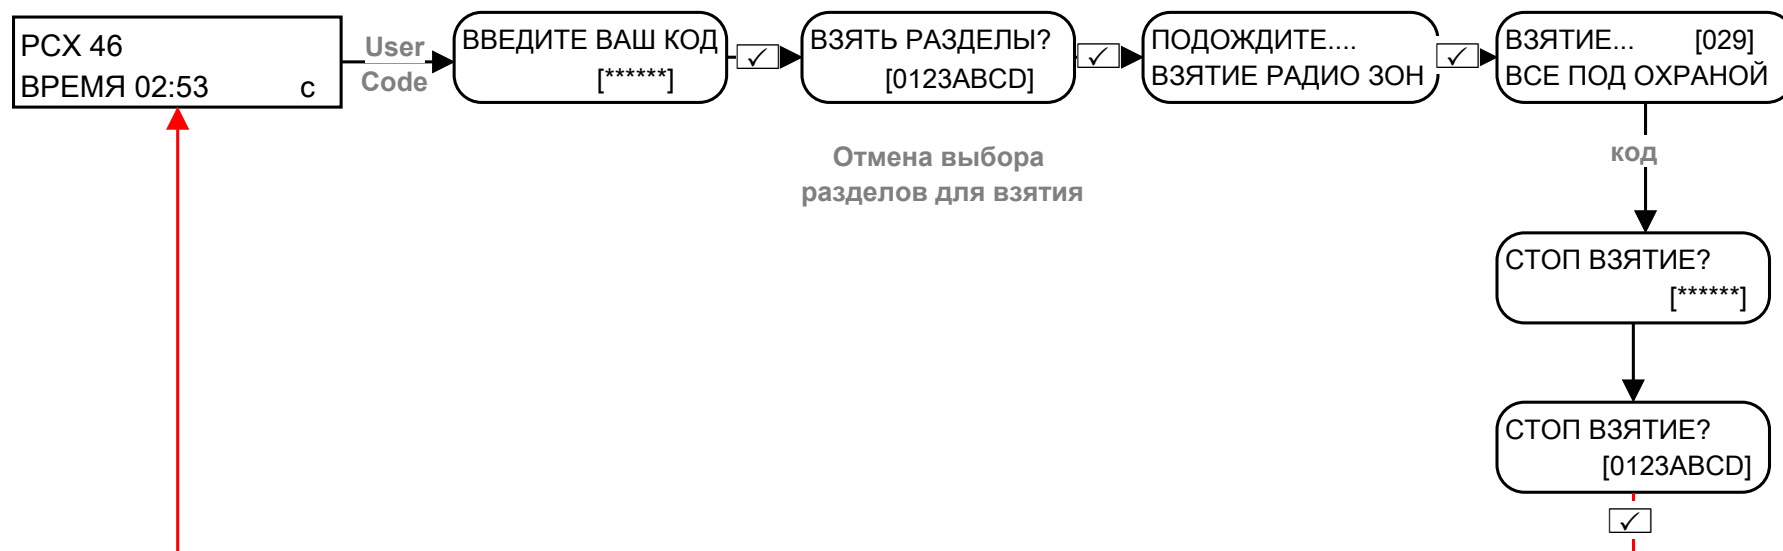 PCX 46
ВРЕМЯ 02:53 c
User
Code
ВВЕДИТЕ ВАШ КОД
[******]
✓
ВЗЯТЬ РАЗДЕЛЫ?
[0123ABCD]
✓
ПОДОЖДИТЕ....
ВЗЯТИЕ РАДИО ЗОН
✓
ВЗЯТИЕ... [029]
ВСЕ ПОД ОХРАНОЙ
Отмена выбора
разделов для взятия
код
СТОП ВЗЯТИЕ?
[******]
СТОП ВЗЯТИЕ?
[0123ABCD]
✓